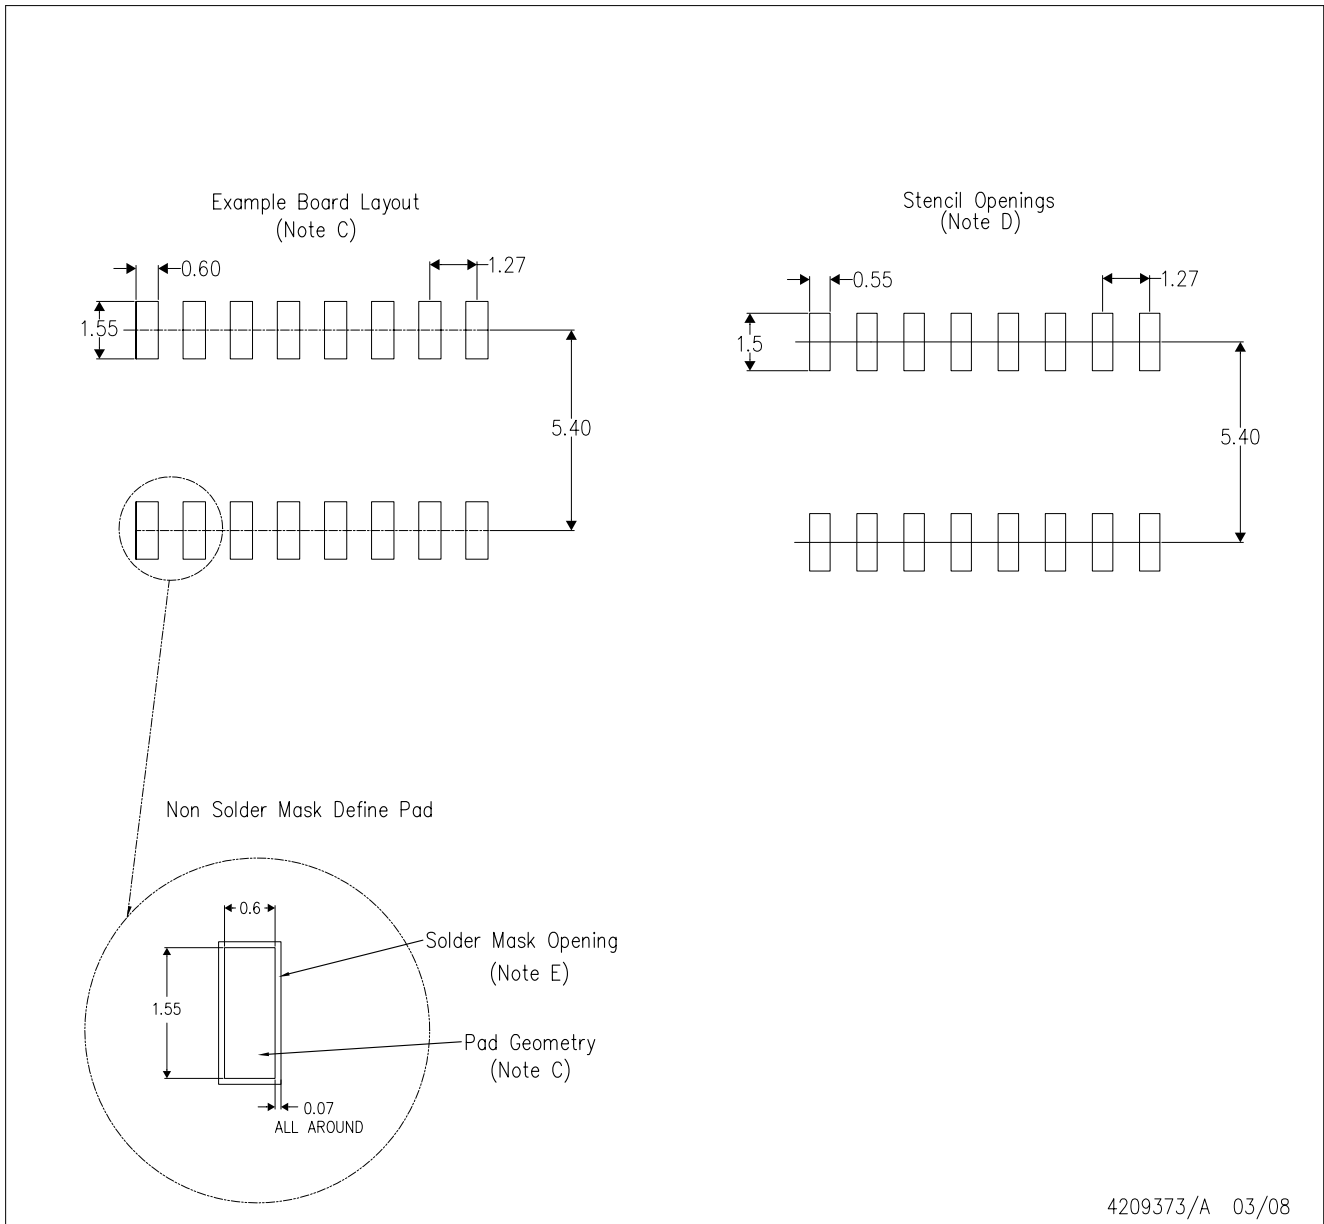 Example Board Layout
(Note C)
0.60
1.27
1.55
5.40
Stencil Openings
(Note D)
0.55
1.27
1.5
5.40
Non Solder Mask Define Pad
0.6
1.55
Solder Mask Opening
(Note E)
Pad Geometry
(Note C)
0.07
ALL AROUND
4209373/A 03/08